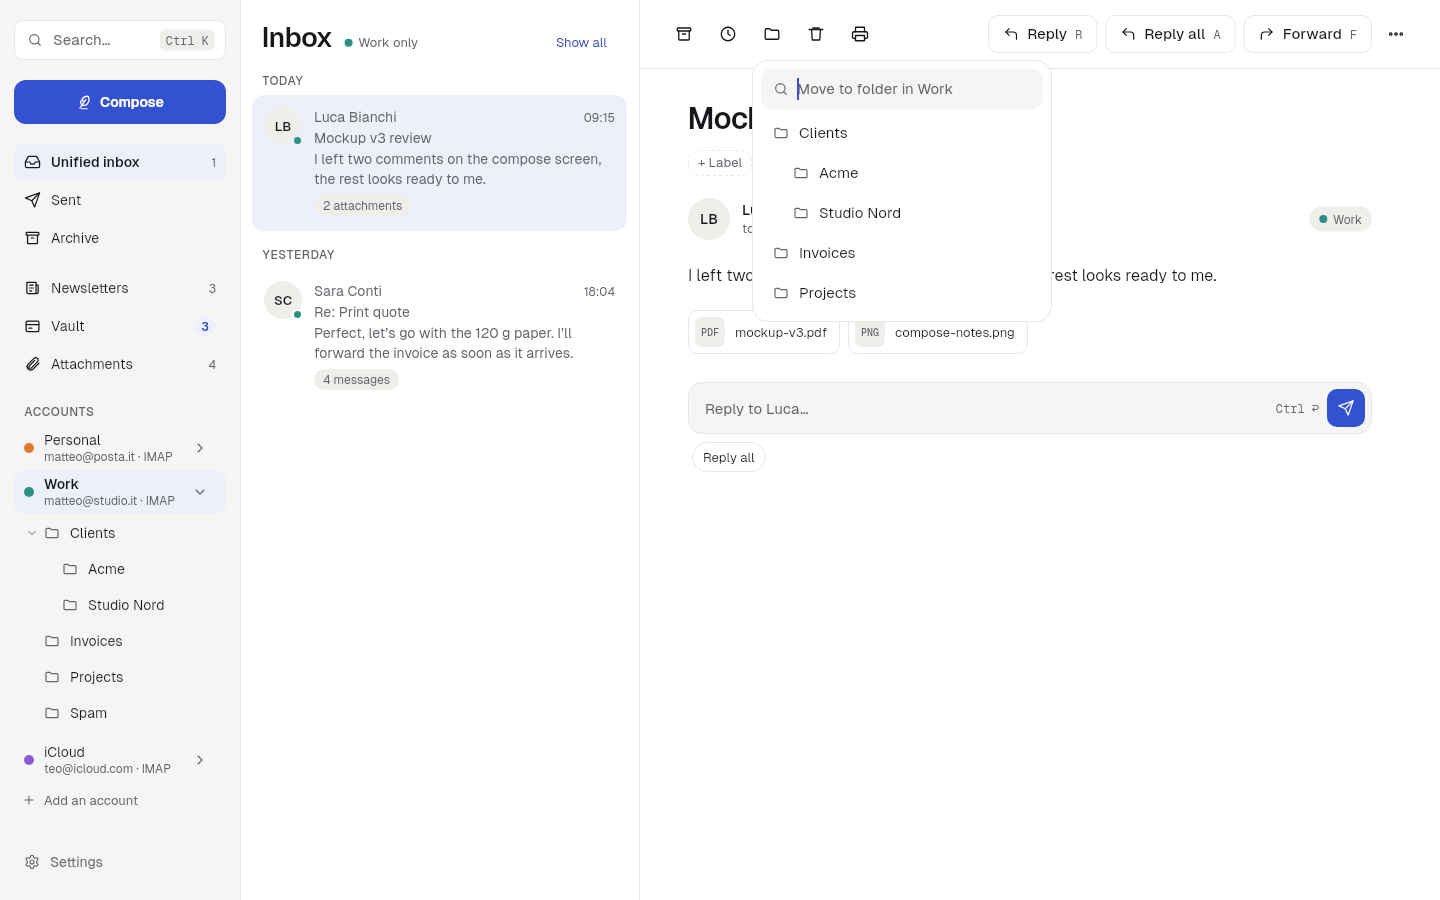 Search...
Ctrl K
Compose
Unified inbox
1
Sent
Archive
Newsletters
3
Vault
3
Attachments
4
ACCOUNTS
Personal
matteo@posta.it · IMAP
Work
matteo@studio.it · IMAP
Clients
Acme
Studio Nord
Invoices
Projects
Spam
iCloud
teo@icloud.com · IMAP
+ Add an account
Settings
Inbox
Work only
Show all
TODAY
LB
Luca Bianchi
09:15
Mockup v3 review
I left two comments on the compose screen,
the rest looks ready to me.
2 attachments
YESTERDAY
SC
Sara Conti
18:04
Re: Print quote
Perfect, let's go with the 120 g paper. I'll
forward the invoice as soon as it arrives.
4 messages
Reply R
Reply all A
Forward F
Move to folder in Work
Clients
Acme
Studio Nord
Invoices
Projects
+ Label
LB
to
Work
I left two
rest looks ready to me.
PDF
mockup-v3.pdf
PNG
compose-notes.png
Reply to Luca...
Ctrl
Reply all